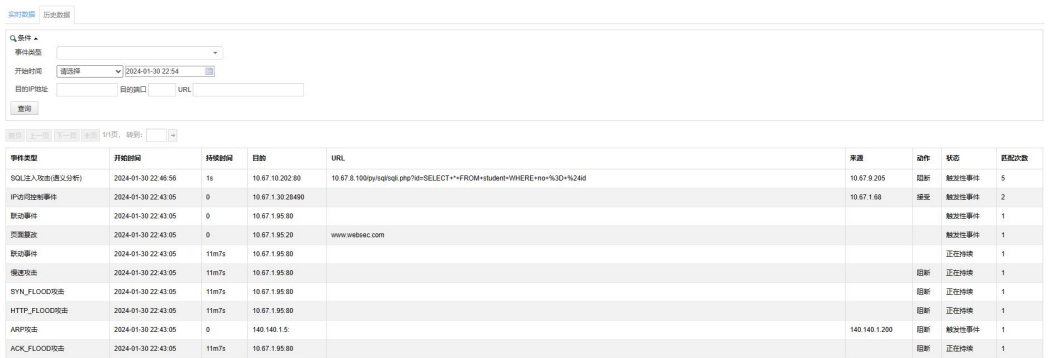 实时数据 历史数据
条件
事件类型
开始时间 请选择 2024-01-30 22:54
目的IP地址 目的端口 URL
查询
首页 上一页 下一页 末页 1/1页, 转到:
事件类型 开始时间 持续时间 目的 URL 来源 动作 状态 匹配次数
SQL注入攻击(语义分析) 2024-01-30 22:46:56 1s 10.67.10.202:80 10.67.8.100/py/sql/sqli.php?id=SELECT+*+FROM+student+WHERE+no+%3D+%24id 10.67.9.205 阻断 触发性事件 5
IP访问控制事件 2024-01-30 22:43:05 0 10.67.1.30:28490 10.67.1.68 接受 触发性事件 2
联动事件 2024-01-30 22:43:05 0 10.67.1.95:80 触发性事件 1
页面篡改 2024-01-30 22:43:05 0 10.67.1.95:20 www.websec.com 触发性事件 1
联动事件 2024-01-30 22:43:05 11m7s 10.67.1.95:80 正在持续 1
慢速攻击 2024-01-30 22:43:05 11m7s 10.67.1.95:80 阻断 正在持续 1
SYN_FLOOD攻击 2024-01-30 22:43:05 11m7s 10.67.1.95:80 阻断 正在持续 1
HTTP_FLOOD攻击 2024-01-30 22:43:05 11m7s 10.67.1.95:80 阻断 正在持续 1
ARP攻击 2024-01-30 22:43:05 0 140.140.1.5: 140.140.1.200 阻断 触发性事件 1
ACK_FLOOD攻击 2024-01-30 22:43:05 11m7s 10.67.1.95:80 阻断 正在持续 1